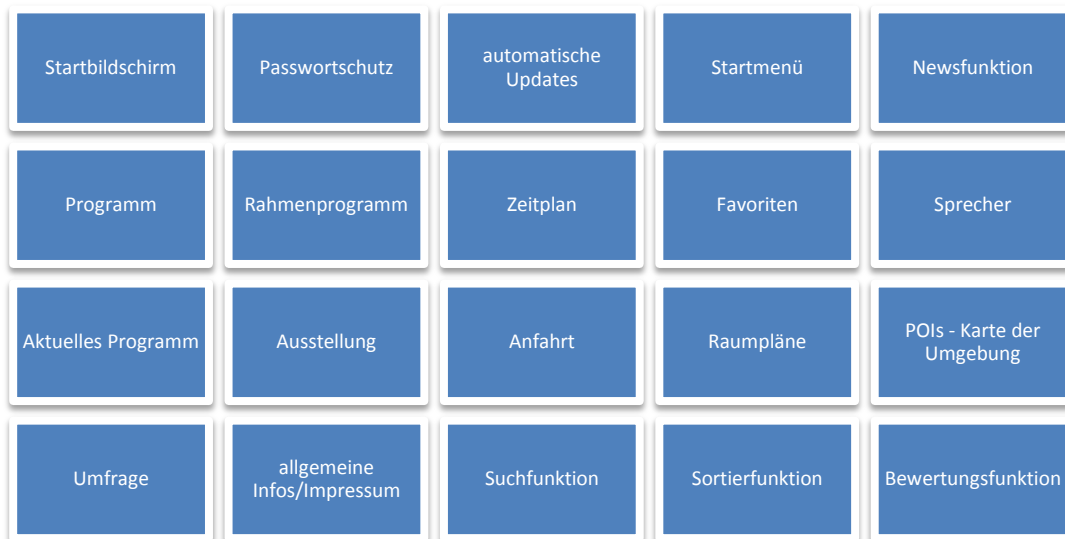 Startbildschirm
Passwortschutz
automatische
Updates
Startmenü
Newsfunktion
Programm
Rahmenprogramm
Zeitplan
Favoriten
Sprecher
Aktuelles Programm
Ausstellung
Anfahrt
Raumpläne
POIs - Karte der
Umgebung
Umfrage
allgemeine
Infos/Impressum
Suchfunktion
Sortierfunktion
Bewertungsfunktion